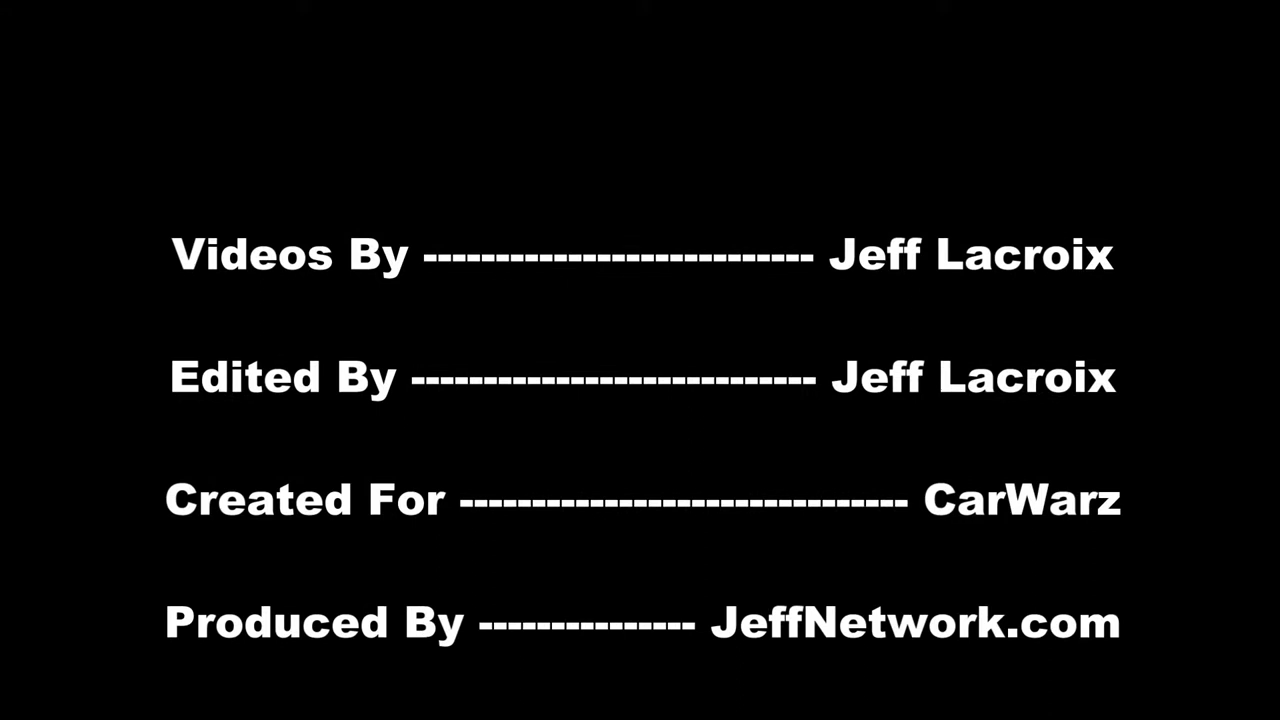 Videos By --------------------------- Jeff Lacroix
Edited By ---------------------------- Jeff Lacroix
Created For ------------------------------- CarWarz
Produced By --------------- JeffNetwork.com